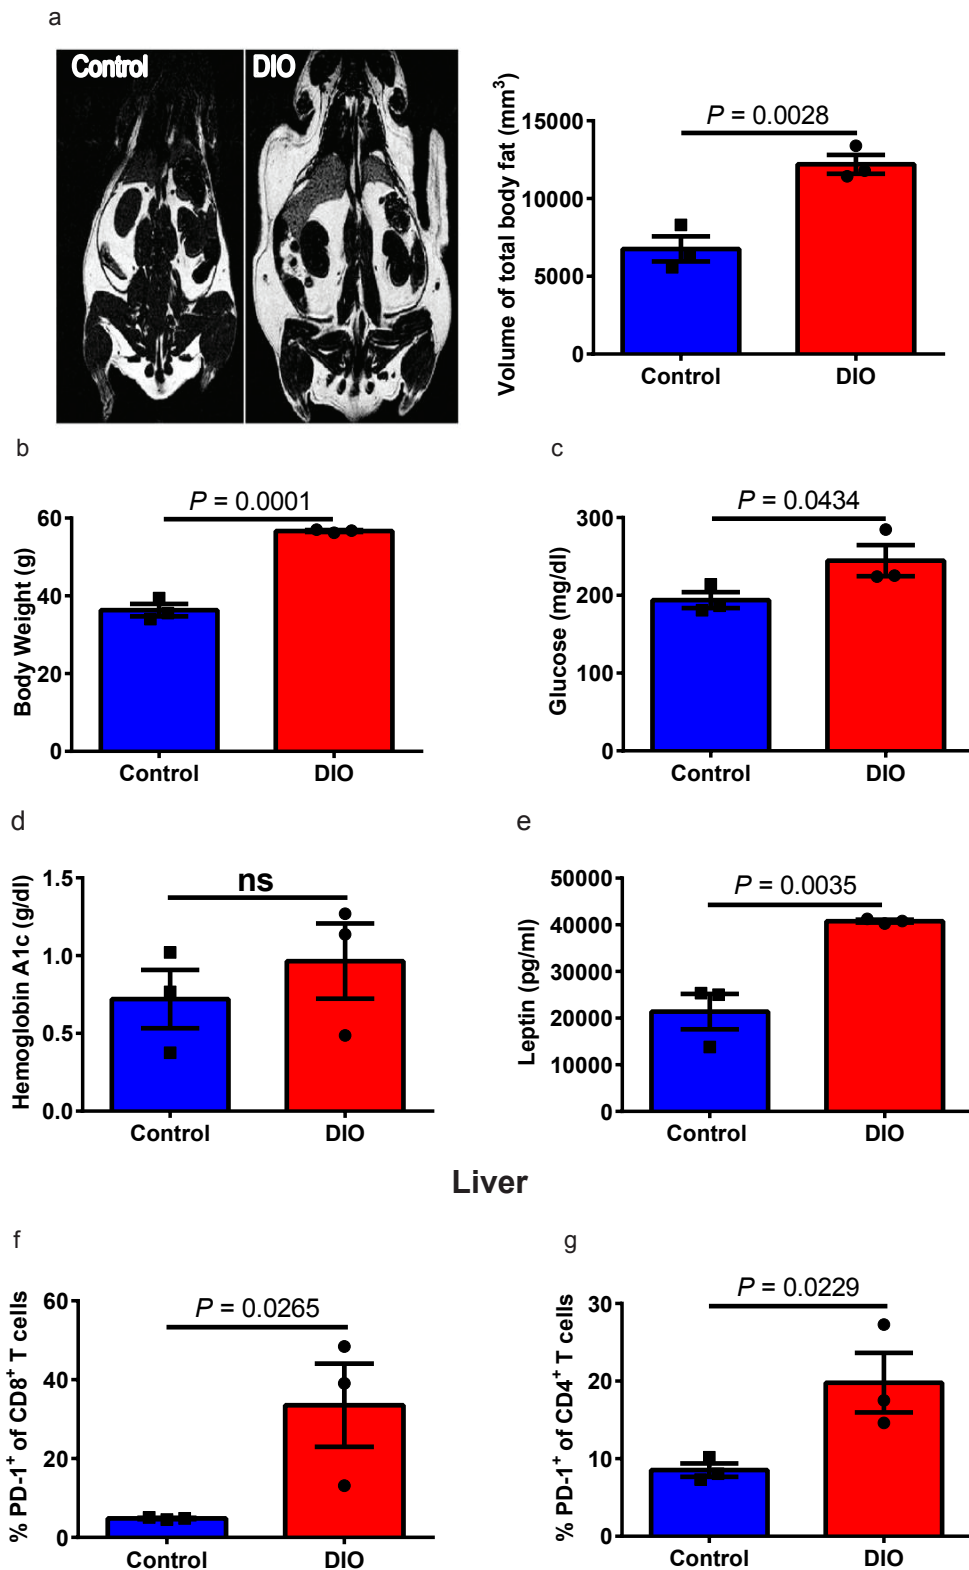 a
Control
DIO
P = 0.0028
Volume of total body fat (mm³)
15000
10000
5000
0
Control
DIO
b
P = 0.0001
Body Weight (g)
60
40
20
0
Control
DIO
c
P = 0.0434
Glucose (mg/dl)
300
200
100
0
Control
DIO
d
ns
Hemoglobin A1c (g/dl)
1.5
1.0
0.5
0.0
Control
DIO
e
P = 0.0035
Leptin (pg/ml)
50000
40000
30000
20000
10000
0
Control
DIO
Liver
f
P = 0.0265
% PD-1⁺ of CD8⁺ T cells
60
40
20
0
Control
DIO
g
P = 0.0229
% PD-1⁺ of CD4⁺ T cells
30
20
10
0
Control
DIO